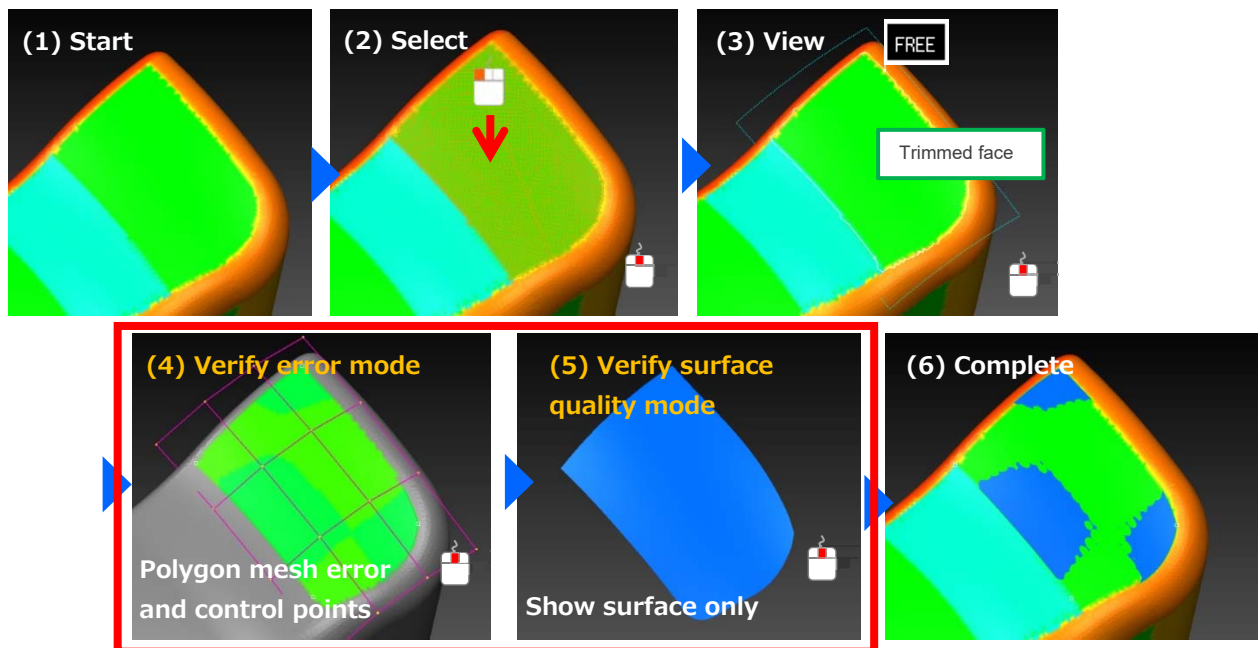 (1) Start
(2) Select
(3) View
FREE
Trimmed face
(4) Verify error mode
Polygon mesh error
and control points
(5) Verify surface
quality mode
Show surface only
(6) Complete